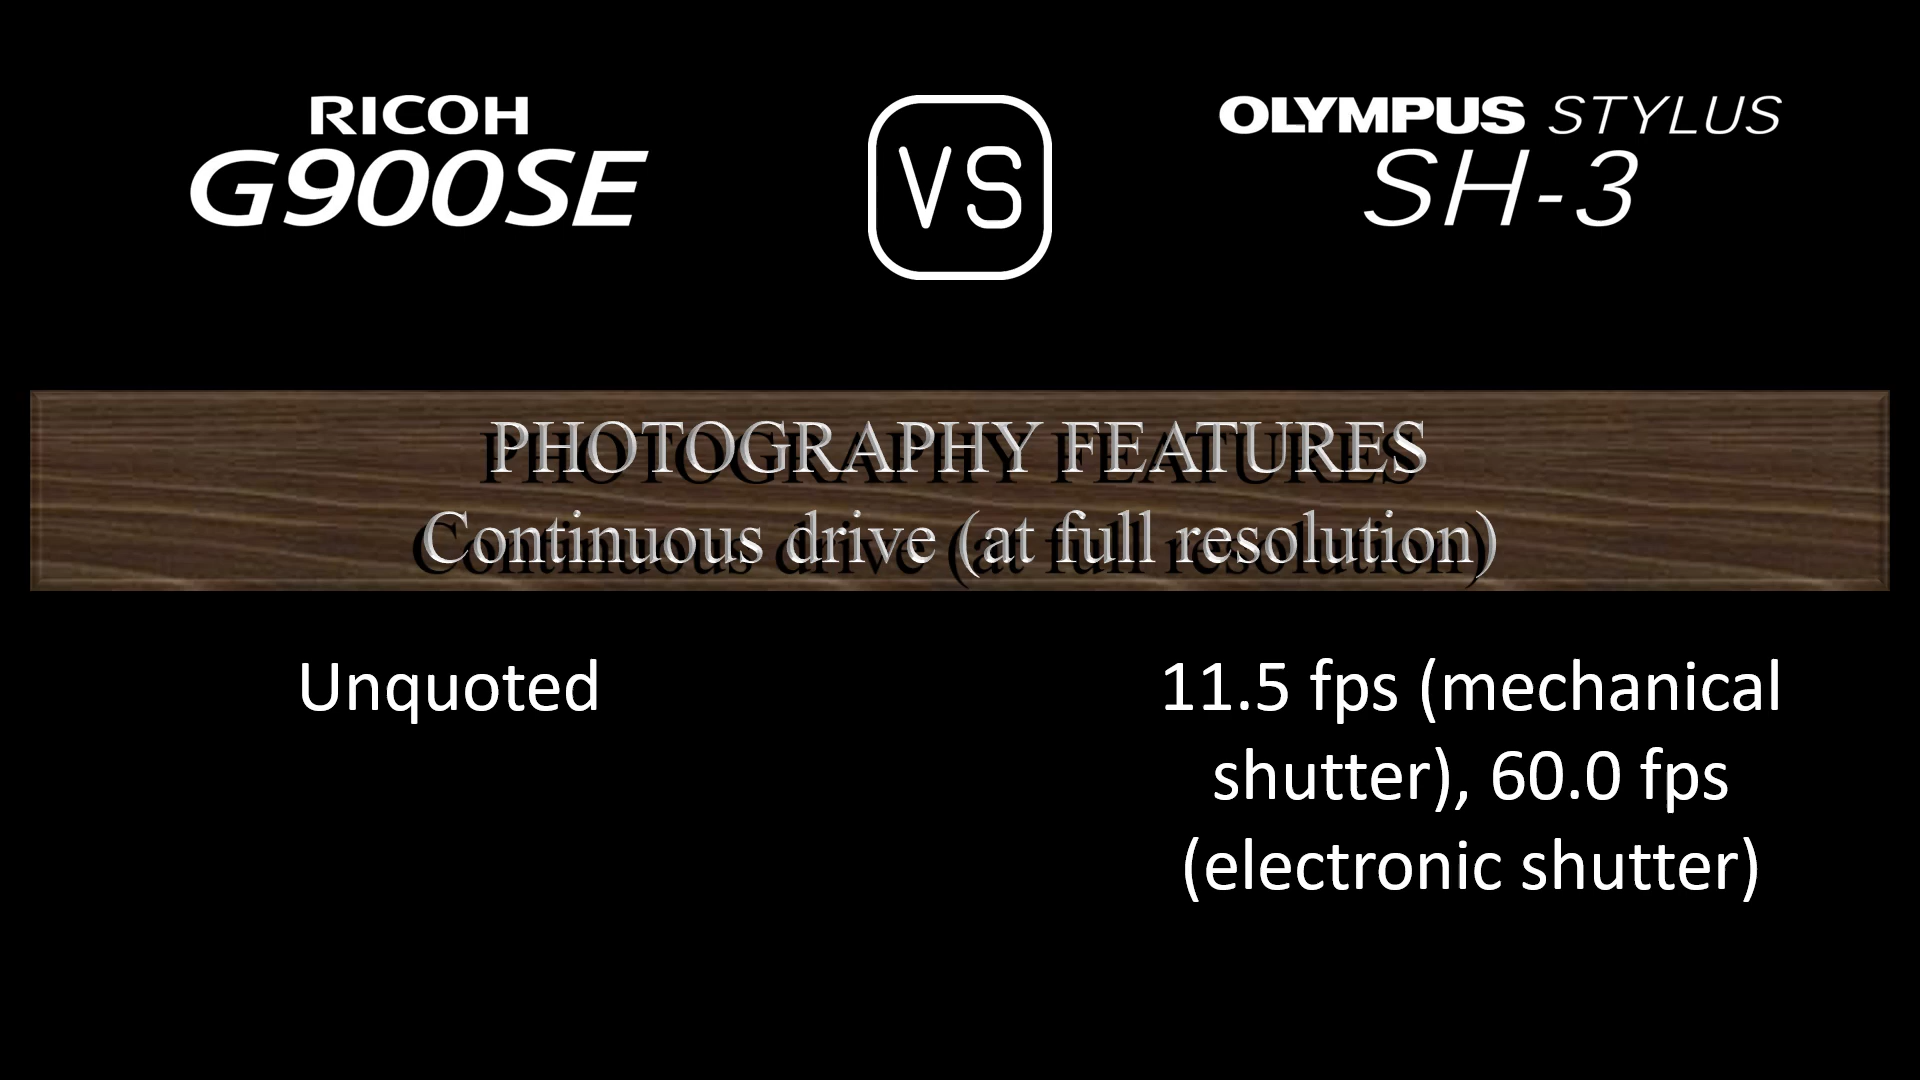 RICOH
G900SE
VS
OLYMPUS STYLUS
SH-3
PHOTOGRAPHY FEATURES
Continuous drive (at full resolution)
Unquoted
11.5 fps (mechanical
shutter), 60.0 fps
(electronic shutter)